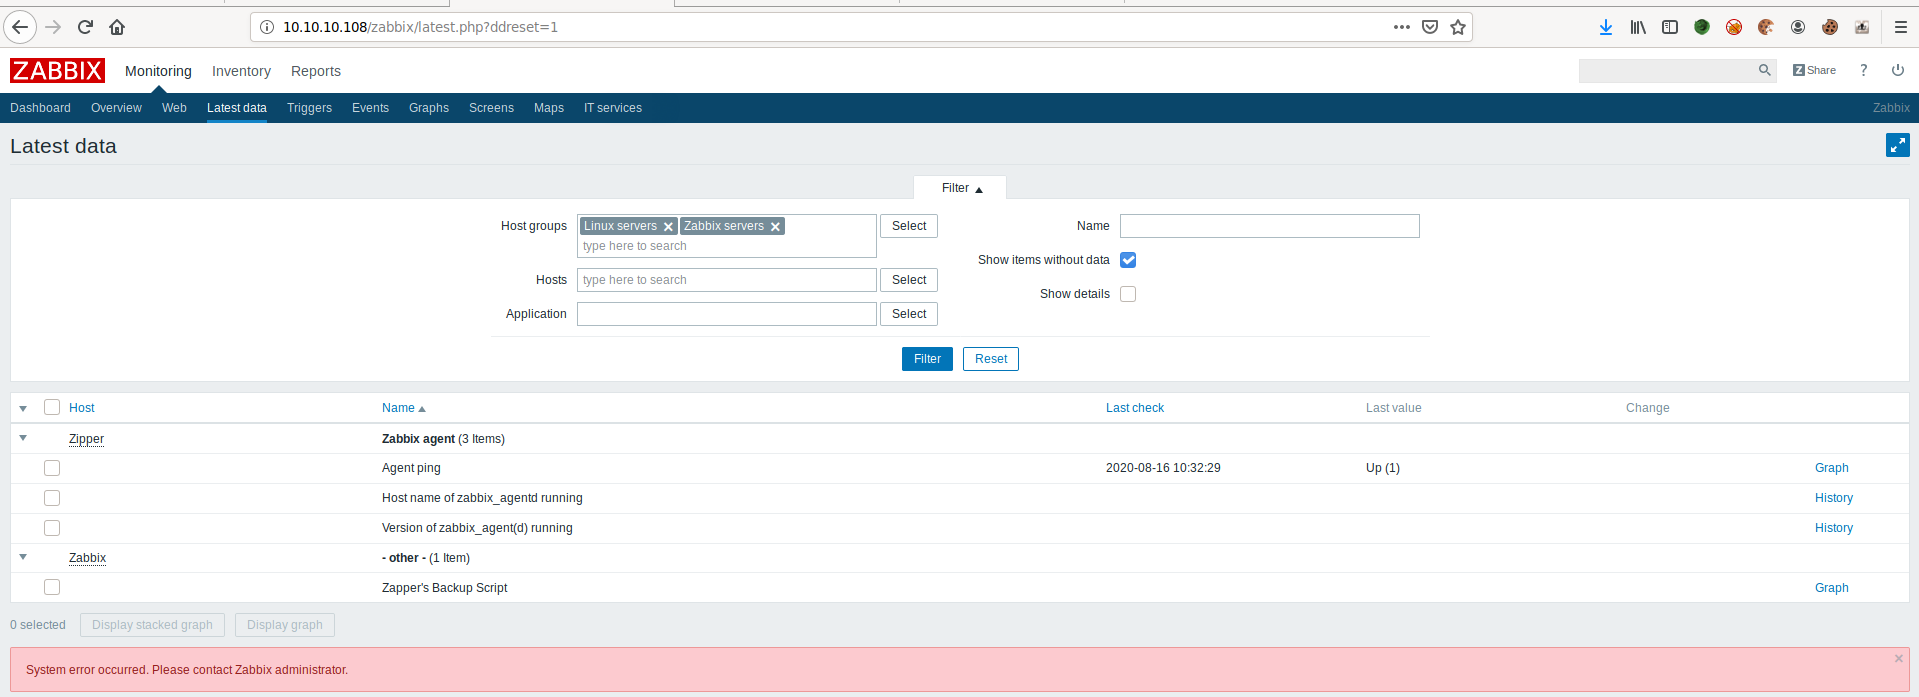 10.10.10.108/zabbix/latest.php?ddreset=1
ZABBIX Monitoring Inventory Reports Z Share ?
Dashboard Overview Web Latest data Triggers Events Graphs Screens Maps IT services Zabbix
Latest data
Filter ▲
Host groups Linux servers × Zabbix servers × Select Name
type here to search
Show items without data
Hosts type here to search Select
Show details
Application Select
Filter Reset
Host Name ▲ Last check Last value Change
Zipper Zabbix agent (3 Items)
Agent ping 2020-08-16 10:32:29 Up (1) Graph
Host name of zabbix_agentd running History
Version of zabbix_agent(d) running History
Zabbix - other - (1 Item)
Zapper's Backup Script Graph
0 selected Display stacked graph Display graph
System error occurred. Please contact Zabbix administrator. ×